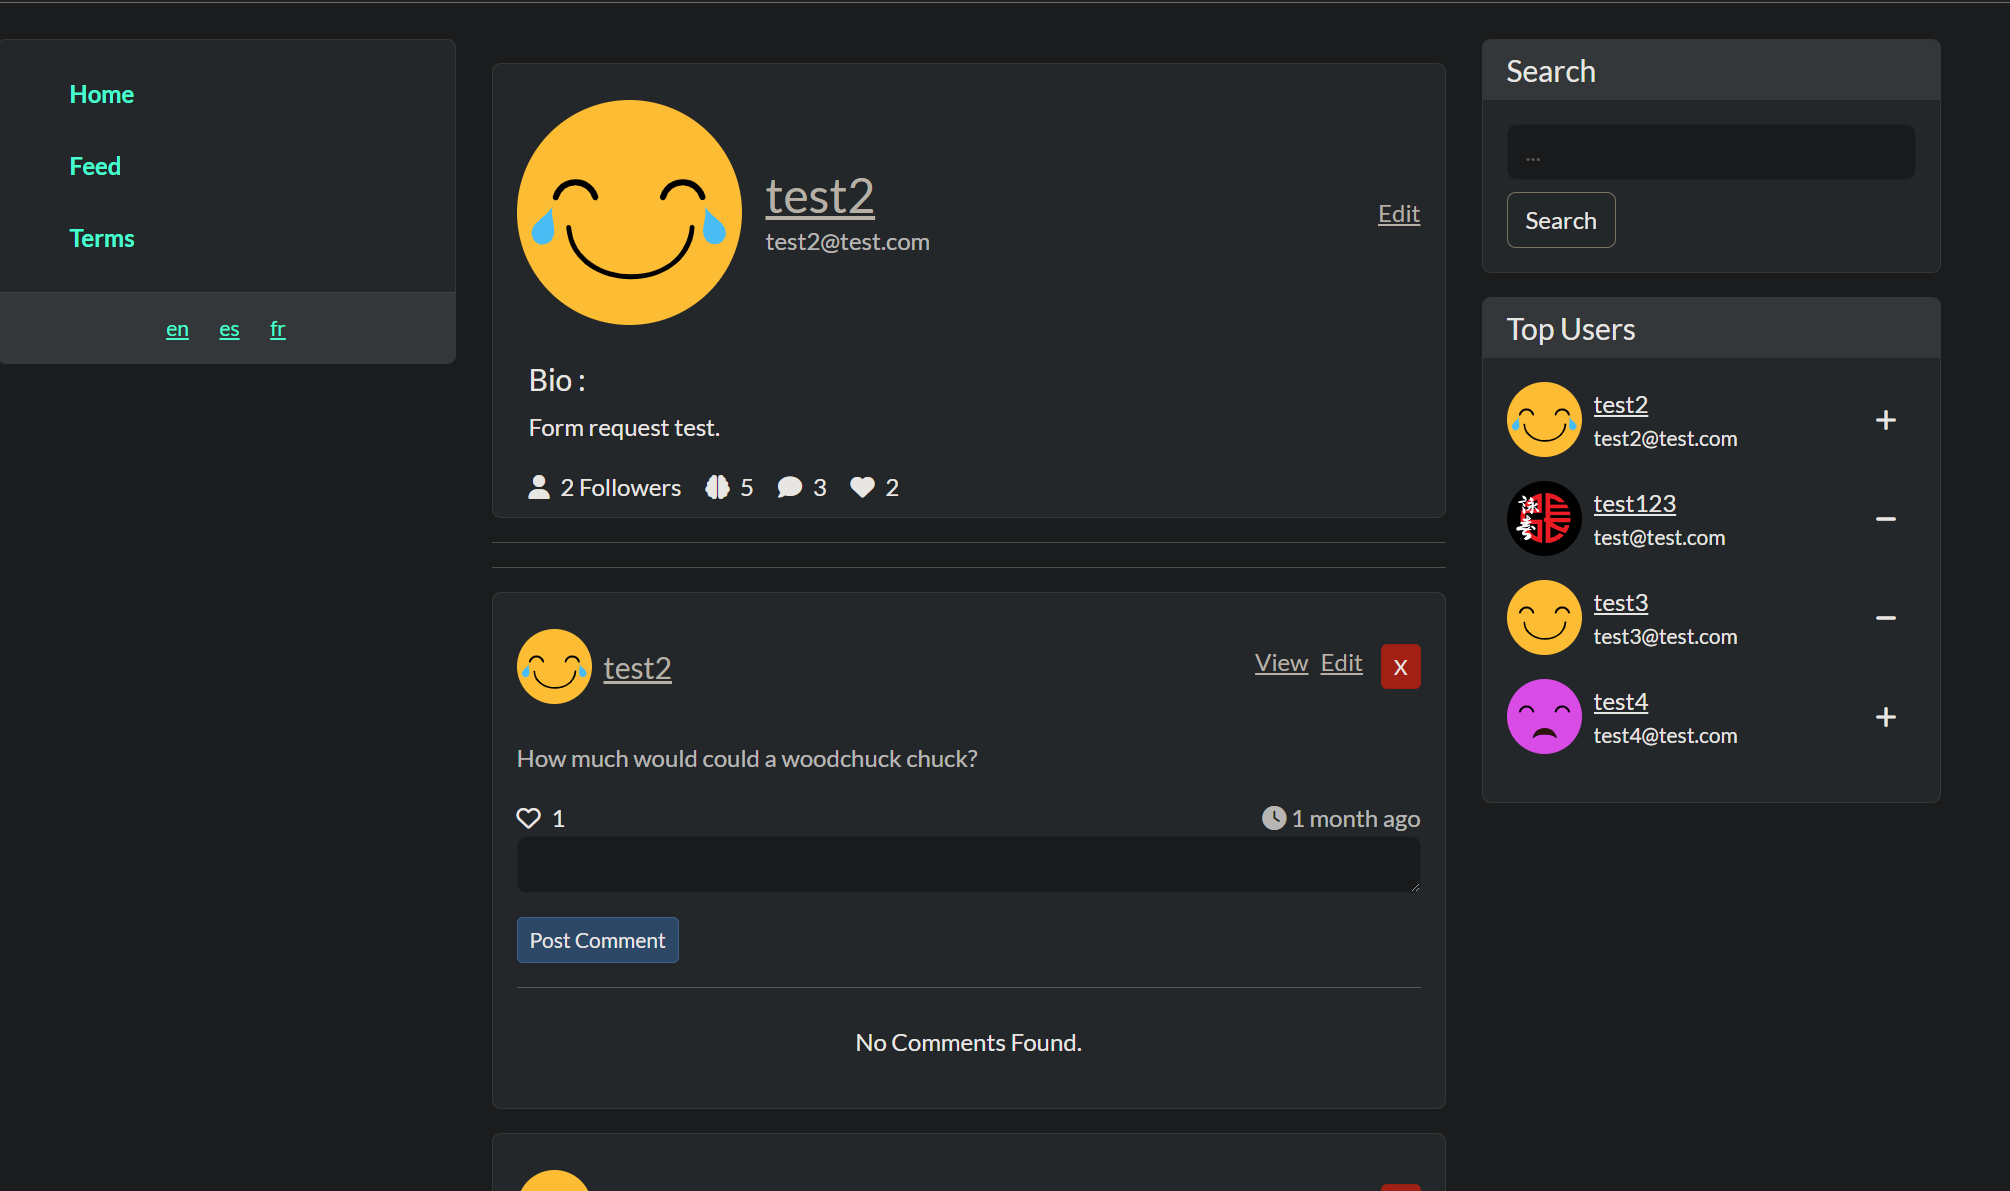 Home
Feed
Terms
en es fr
test2
test2@test.com
Edit
Bio :
Form request test.
2 Followers 5 3 2
test2
View Edit X
How much would could a woodchuck chuck?
1
1 month ago
Post Comment
No Comments Found.
Search
...
Search
Top Users
test2
test2@test.com
+
詠春
張
test123
test@test.com
−
test3
test3@test.com
−
test4
test4@test.com
+